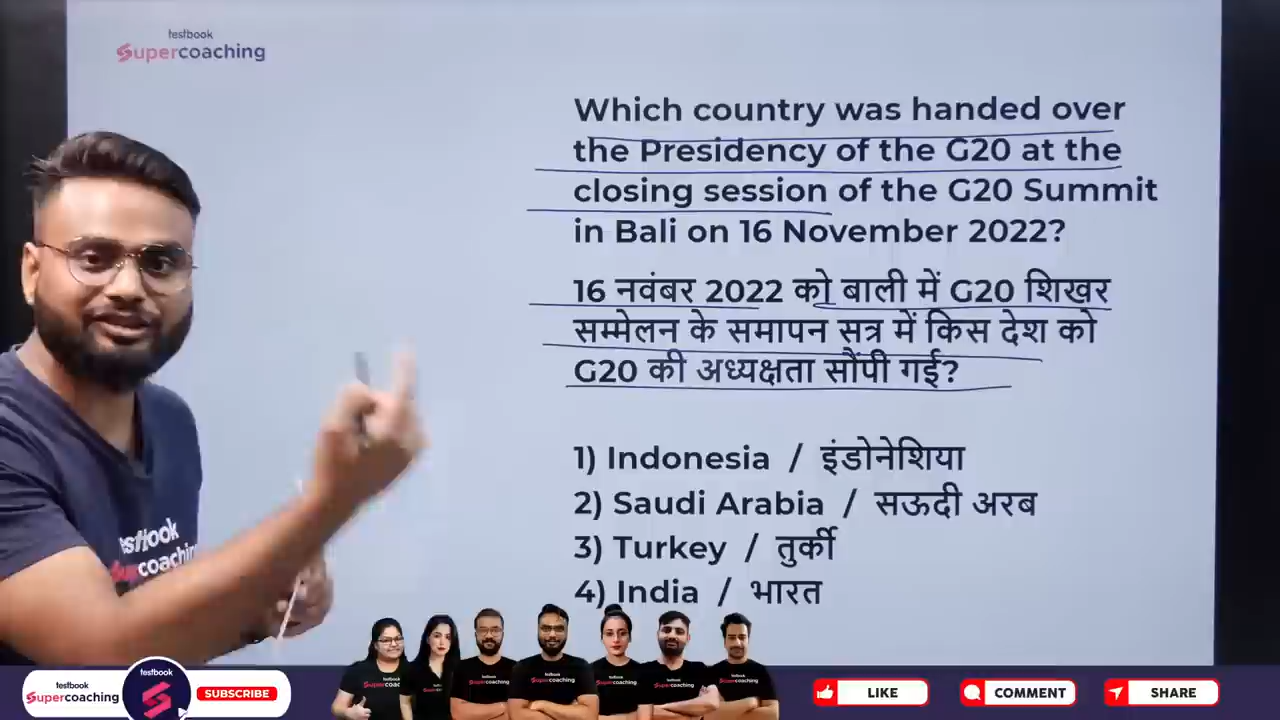 testbook
Supercoaching
Which country was handed over
the Presidency of the G20 at the
closing session of the G20 Summit
in Bali on 16 November 2022?
16 नवंबर 2022 को बाली में G20 शिखर
सम्मेलन के समापन सत्र में किस देश को
G20 की अध्यक्षता सौंपी गई?
1) Indonesia / इंडोनेशिया
2) Saudi Arabia / सऊदी अरब
3) Turkey / तुर्की
4) India / भारत
testbook
Supercoaching
testbook
SUBSCRIBE
LIKE
COMMENT
SHARE